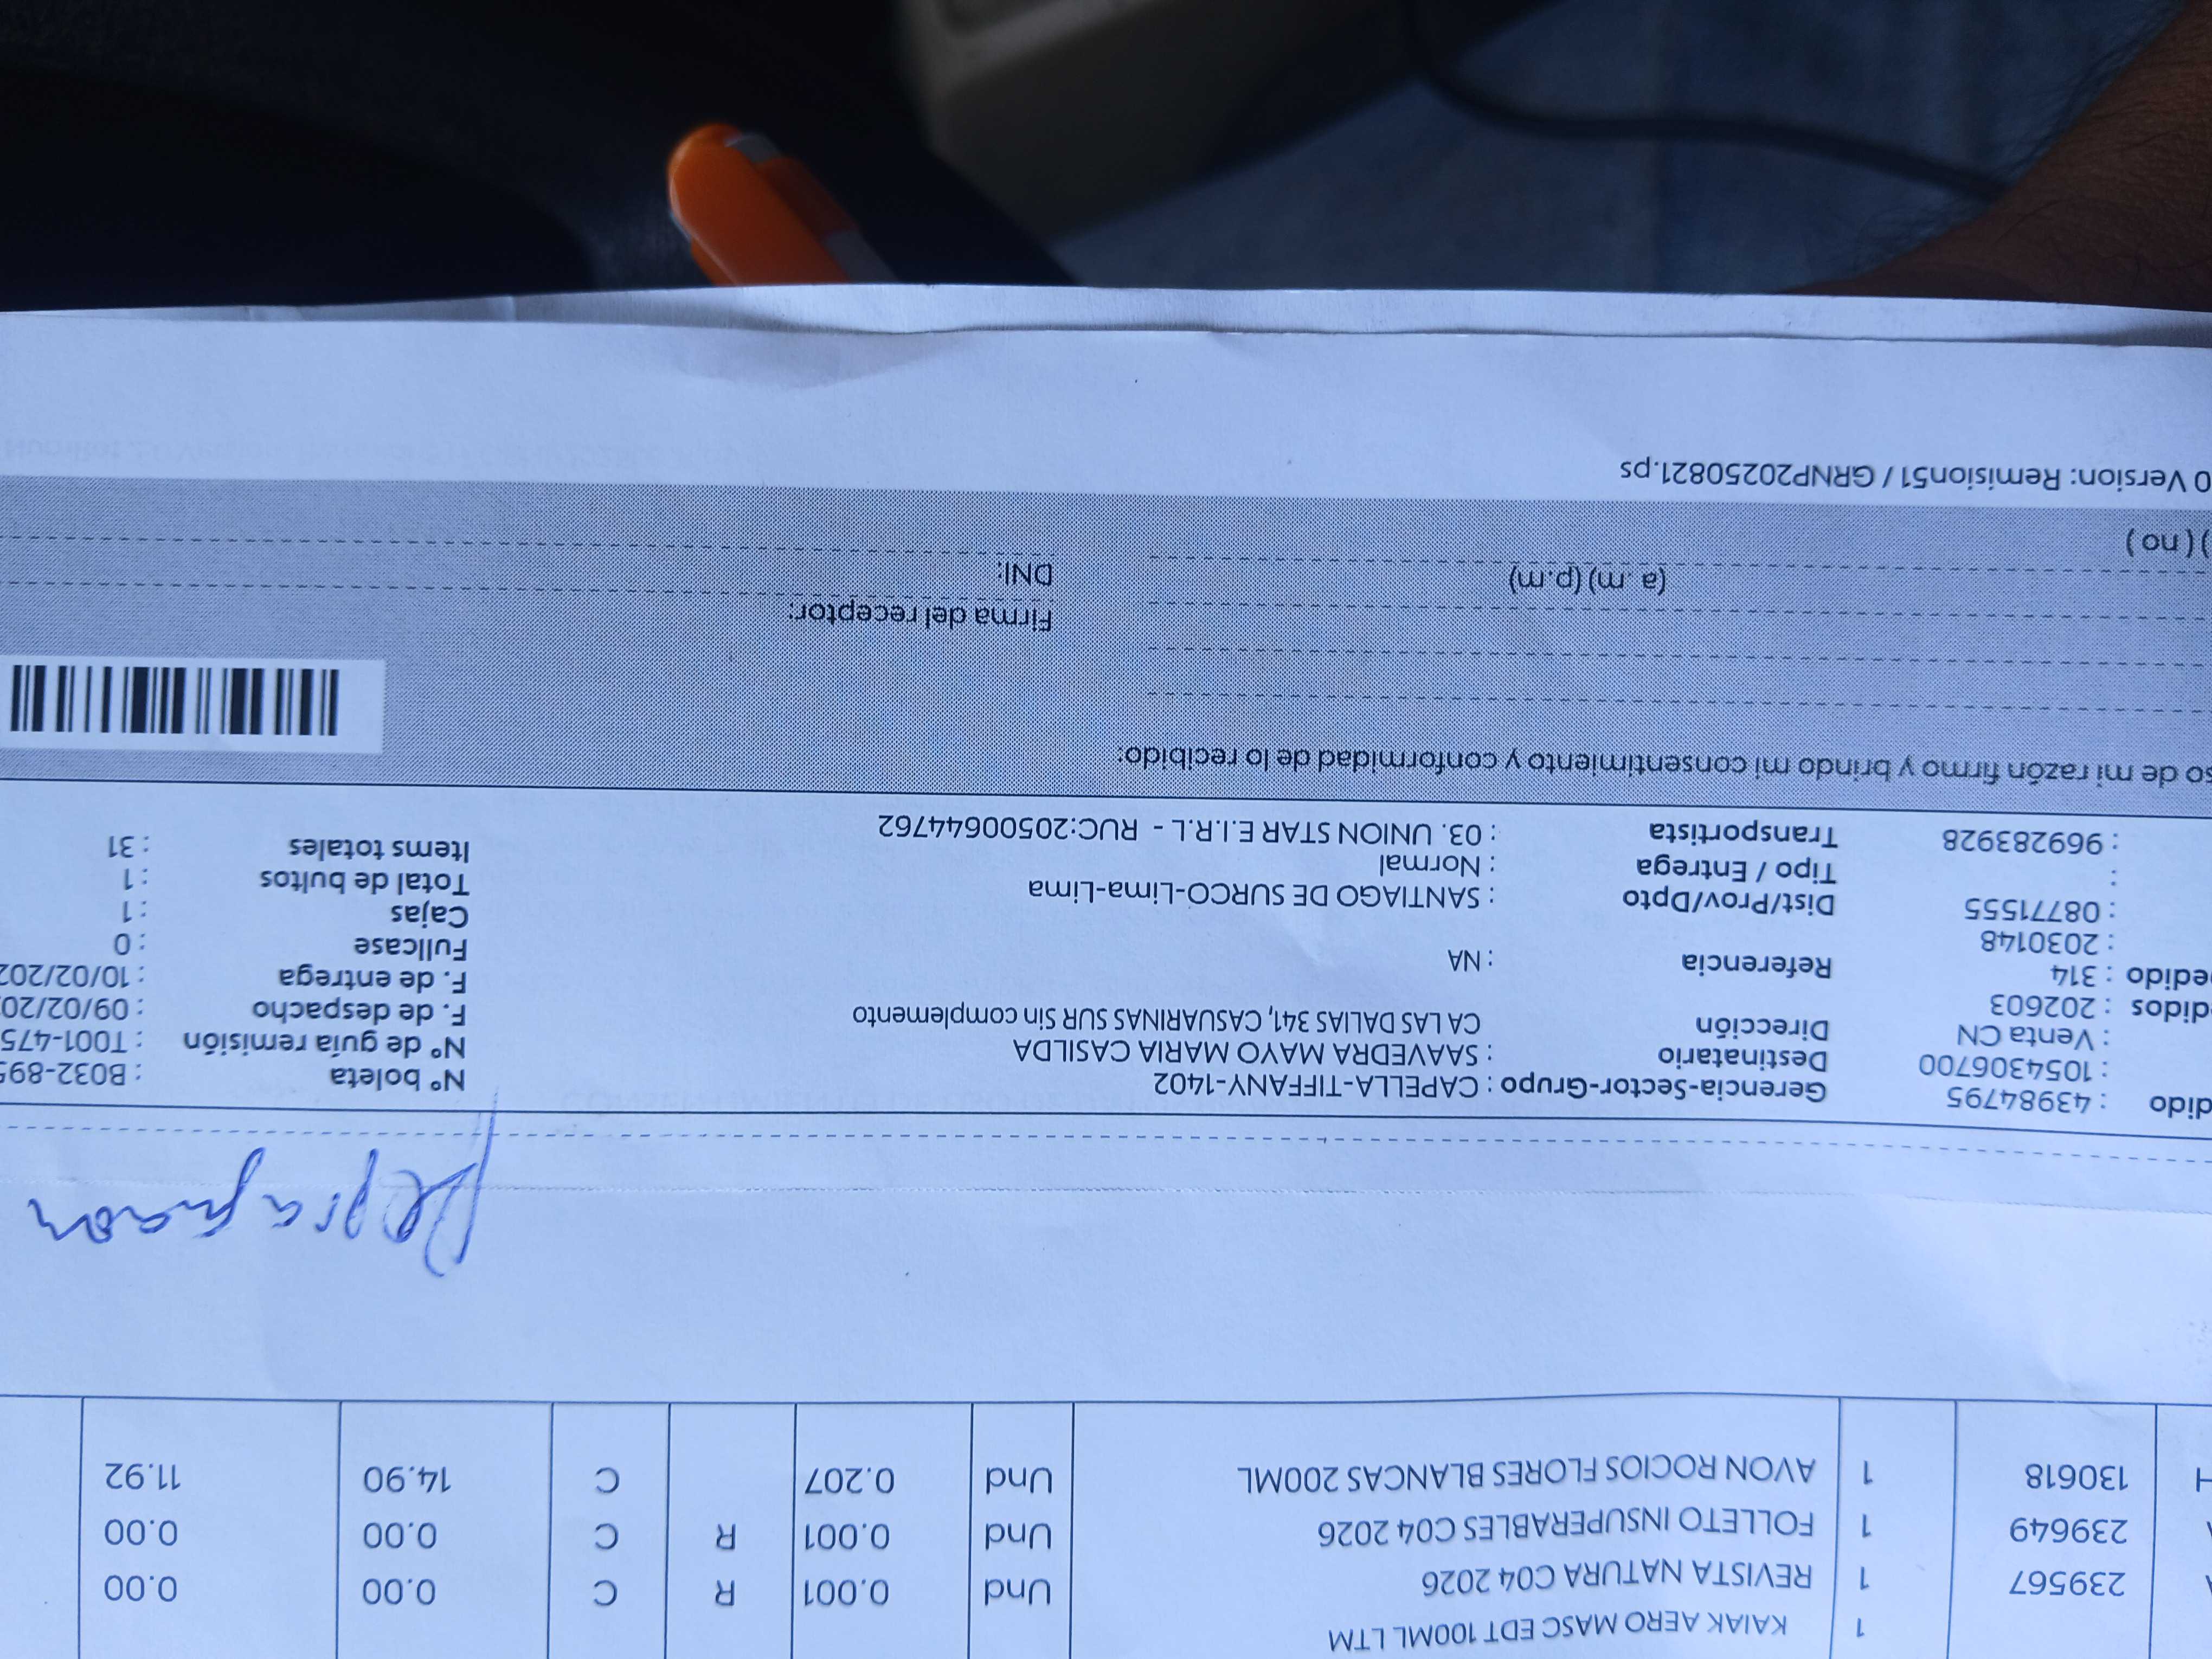 1 KAIAK AERO MASC EDT 100ML LTM
239567 1 REVISTA NATURA C04 2026 Und 0.001 R C 0.00 0.00
239649 1 FOLLETO INSUPERABLES C04 2026 Und 0.001 R C 0.00 0.00
130618 1 AVON ROCIOS FLORES BLANCAS 200ML Und 0.207 C 14.90 11.92
dido : 43984795 Gerencia-Sector-Grupo : CAPELLA-TIFFANY-1402 Nº boleta : B032-895
: 1054306700 Destinatario : SAAVEDRA MAYO MARIA CASILDA Nº de guía remisión : T001-475
: Venta CN Dirección CA LAS DALIAS 341, CASUARINAS SUR Sin complemento F. de despacho : 09/02/20
didos : 202603 F. de entrega : 10/02/202
edido : 314 Referencia : NA Fullcase : 0
: 2030148 Cajas : 1
: 08771555 Dist/Prov/Dpto : SANTIAGO DE SURCO-Lima-Lima Total de bultos : 1
: Tipo / Entrega : Normal Items totales : 31
: 969283928 Transportista : 03. UNION STAR E.I.R.L - RUC:20500644762
so de mi razón firmo y brindo mi consentimiento y conformidad de lo recibido:
Firma del receptor:
(a .m) (p.m) DNI:
) ( no )
0 Version: Remision51 / GRNP20250821.ps